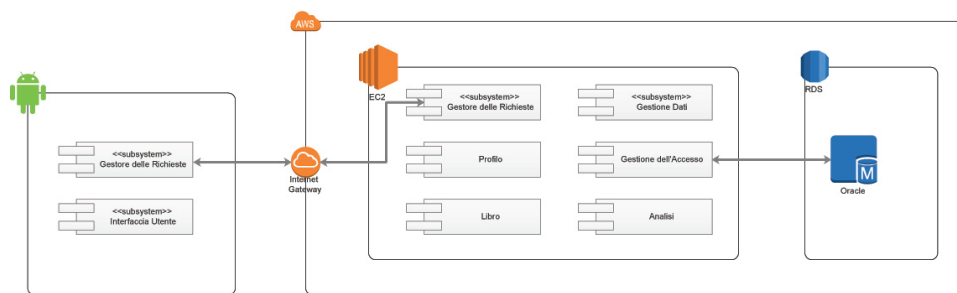 AWS
EC2
RDS
<<subsystem>>
Gestore delle Richieste
<<subsystem>>
Gestione Dati
<<subsystem>>
Gestore delle Richieste
Internet
Gateway
Profilo
Gestione dell'Accesso
M
Oracle
<<subsystem>>
Interfaccia Utente
Libro
Analisi